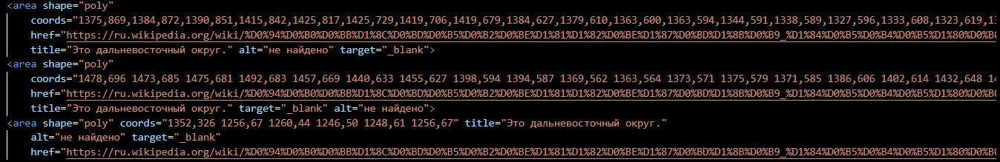 <area shape="poly"
coords="1375,869,1384,872,1390,851,1415,842,1425,817,1425,729,1419,706,1419,679,1384,627,1379,610,1363,600,1363,594,1344,591,1338,589,1327,596,1333,608,1323,619,1
href="https://ru.wikipedia.org/wiki/%D0%94%D0%B0%D0%BB%D1%8C%D0%BD%D0%B5%D0%B2%D0%BE%D1%81%D1%82%D0%BE%D1%87%D0%BD%D1%8B%D0%B9_%D1%84%D0%B5%D0%B4%D0%B5%D1%80%D0%B
title="Это дальневосточный округ." alt="не найдено" target="_blank">
<area shape="poly"
coords="1478,696 1473,685 1475,681 1492,683 1457,669 1440,633 1455,627 1398,594 1394,587 1369,562 1363,564 1373,571 1375,579 1371,585 1386,606 1402,614 1432,648 1
href="https://ru.wikipedia.org/wiki/%D0%94%D0%B0%D0%BB%D1%8C%D0%BD%D0%B5%D0%B2%D0%BE%D1%81%D1%82%D0%BE%D1%87%D0%BD%D1%8B%D0%B9_%D1%84%D0%B5%D0%B4%D0%B5%D1%80%D0%B
title="Это дальневосточный округ." target="_blank" alt="не найдено">
<area shape="poly" coords="1352,326 1256,67 1260,44 1246,50 1248,61 1256,67" title="Это дальневосточный округ."
alt="не найдено" target="_blank"
href="https://ru.wikipedia.org/wiki/%D0%94%D0%B0%D0%BB%D1%8C%D0%BD%D0%B5%D0%B2%D0%BE%D1%81%D1%82%D0%BE%D1%87%D0%BD%D1%8B%D0%B9_%D1%84%D0%B5%D0%B4%D0%B5%D1%80%D0%B